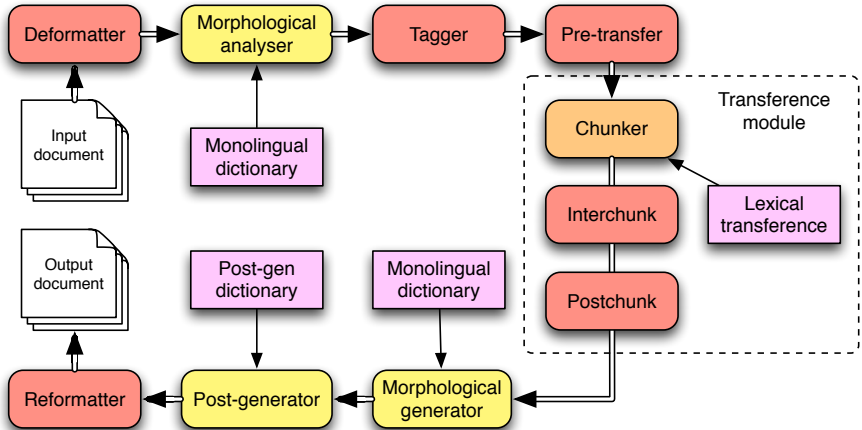 Deformatter
Morphological
analyser
Tagger
Pre-transfer
Input
document
Monolingual
dictionary
Transference
module
Chunker
Interchunk
Lexical
transference
Postchunk
Output
document
Post-gen
dictionary
Monolingual
dictionary
Reformatter
Post-generator
Morphological
generator